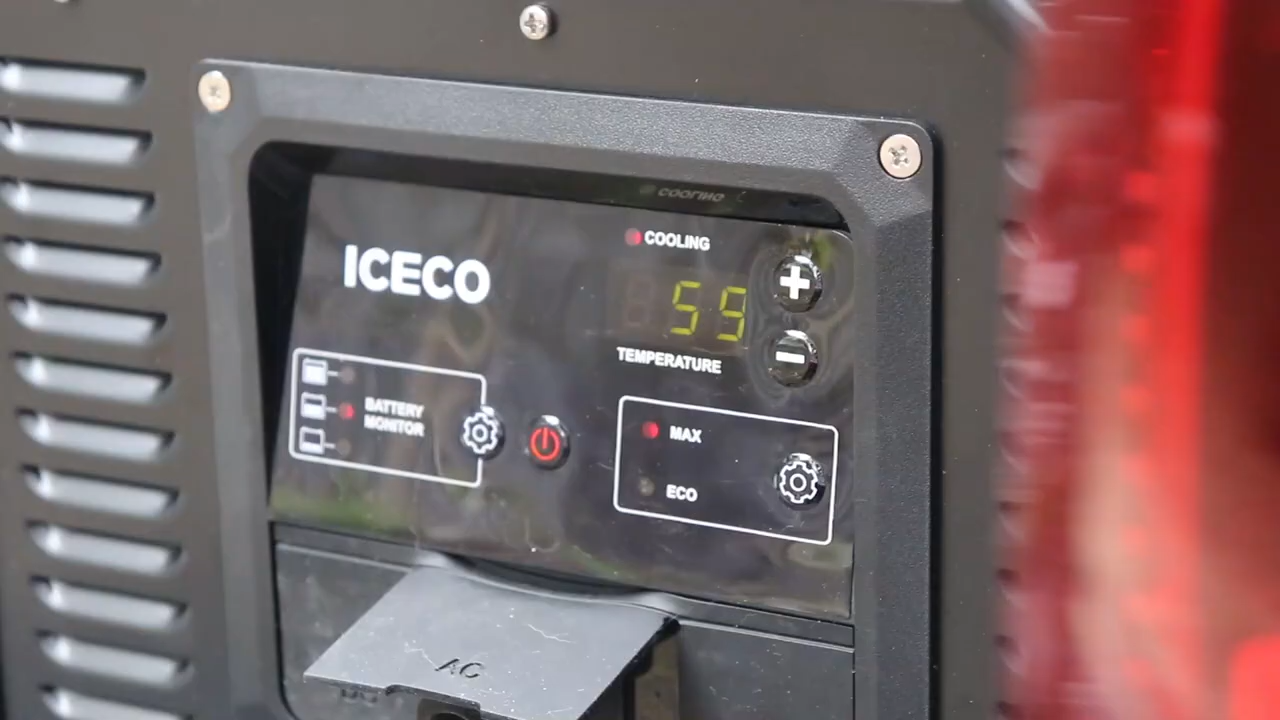 COOLING
ICECO
59
TEMPERATURE
BATTERY
MONITOR
MAX
ECO
AC